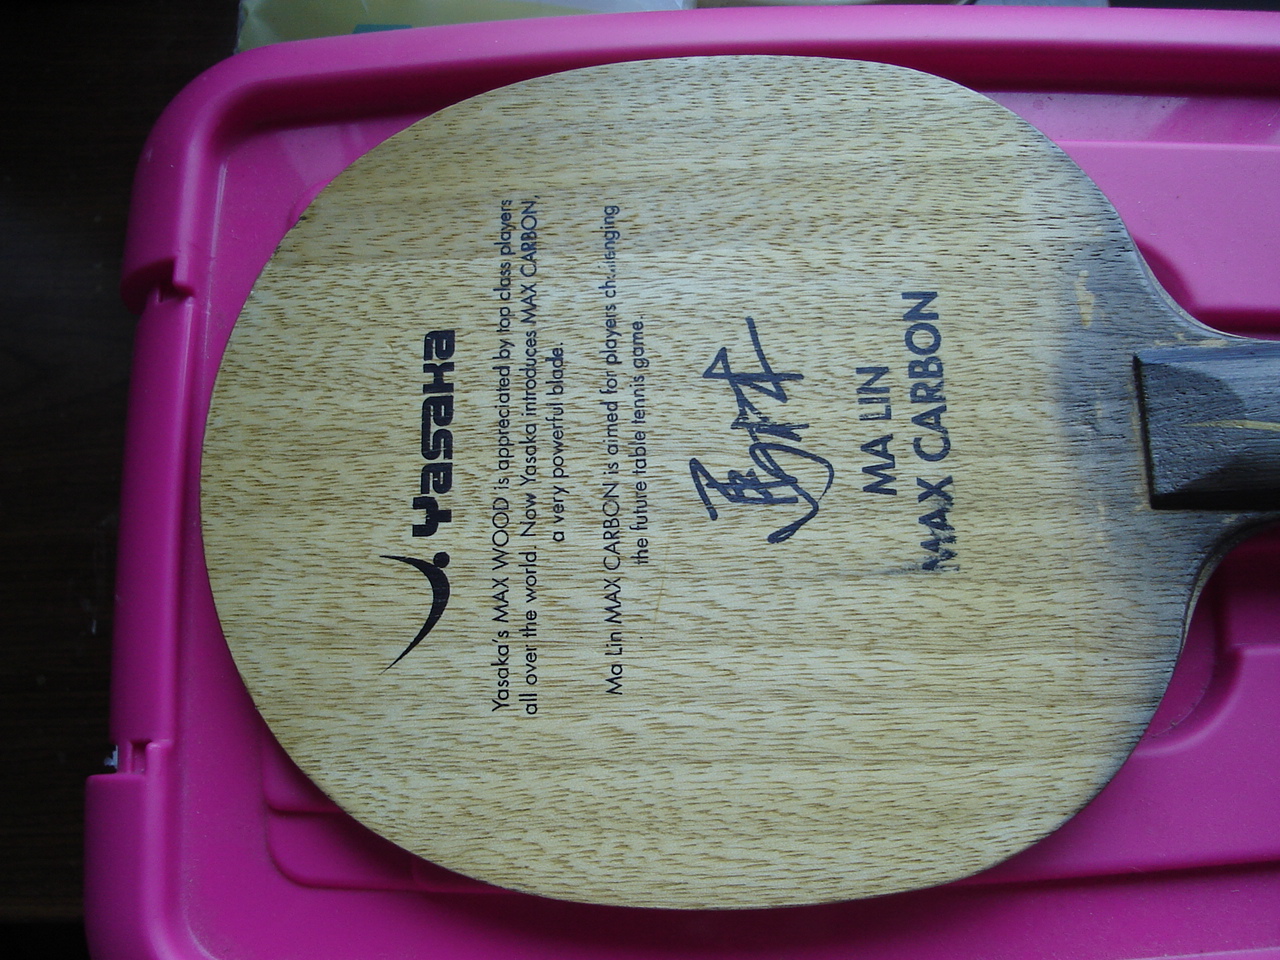 Yasaka
Yasaka's MAX WOOD is appreciated by top class players
all over the world. Now Yasaka introduces MAX CARBON,
a very powerful blade.
Ma Lin MAX CARBON is aimed for players challenging
the future table tennis game.
馬林
MA LIN
MAX CARBON